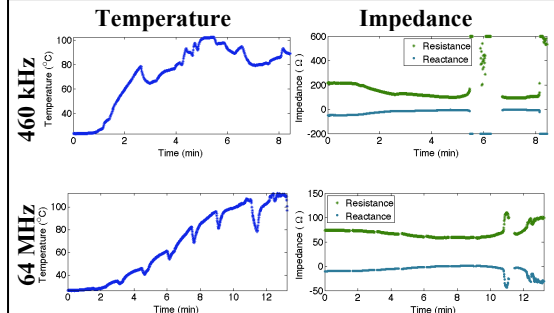 Temperature Impedance
460 kHz
Temperature (°C)
100
80
60
40
0 2 4 6 8
Time (min)
Impedance ( Ω )
600
400
200
0
-200
Resistance
Reactance
0 2 4 6 8
Time (min)
64 MHz
Temperature (°C)
100
80
60
40
0 2 4 6 8 10 12
Time (min)
Impedance ( Ω )
150
100
50
0
-50
Resistance
Reactance
0 2 4 6 8 10 12
Time (min)